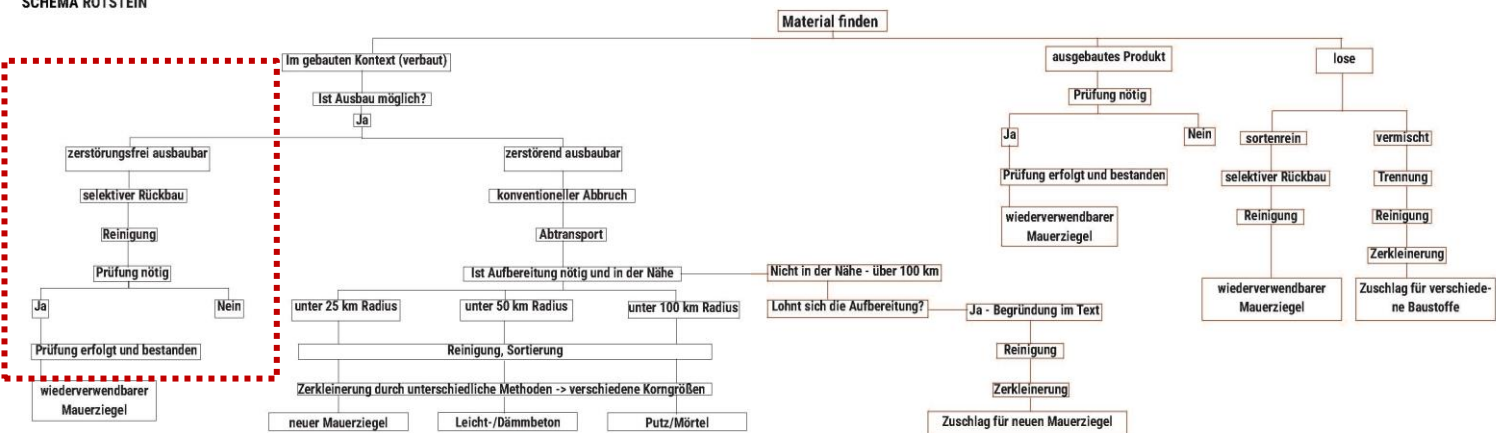 SCHEMA ROTSTEIN
Material finden
Im gebauten Kontext (verbaut)
ausgebautes Produkt
lose
Ist Ausbau möglich?
Prüfung nötig
Ja
Ja
Nein
sortenrein
vermischt
zerstörungsfrei ausbaubar
zerstörend ausbaubar
Prüfung erfolgt und bestanden
selektiver Rückbau
Trennung
selektiver Rückbau
konventioneller Abbruch
wiederverwendbarer
Mauerziegel
Reinigung
Reinigung
Reinigung
Abtransport
Zerkleinerung
Prüfung nötig
Ist Aufbereitung nötig und in der Nähe
Nicht in der Nähe - über 100 km
wiederverwendbarer
Mauerziegel
Zuschlag für verschiede-
ne Baustoffe
Ja
Nein
unter 25 km Radius
unter 50 km Radius
unter 100 km Radius
Lohnt sich die Aufbereitung?
Ja - Begründung im Text
Prüfung erfolgt und bestanden
Reinigung, Sortierung
Reinigung
wiederverwendbarer
Mauerziegel
Zerkleinerung durch unterschiedliche Methoden -> verschiedene Korngrößen
Zerkleinerung
neuer Mauerziegel
Leicht-/Dämmbeton
Putz/Mörtel
Zuschlag für neuen Mauerziegel